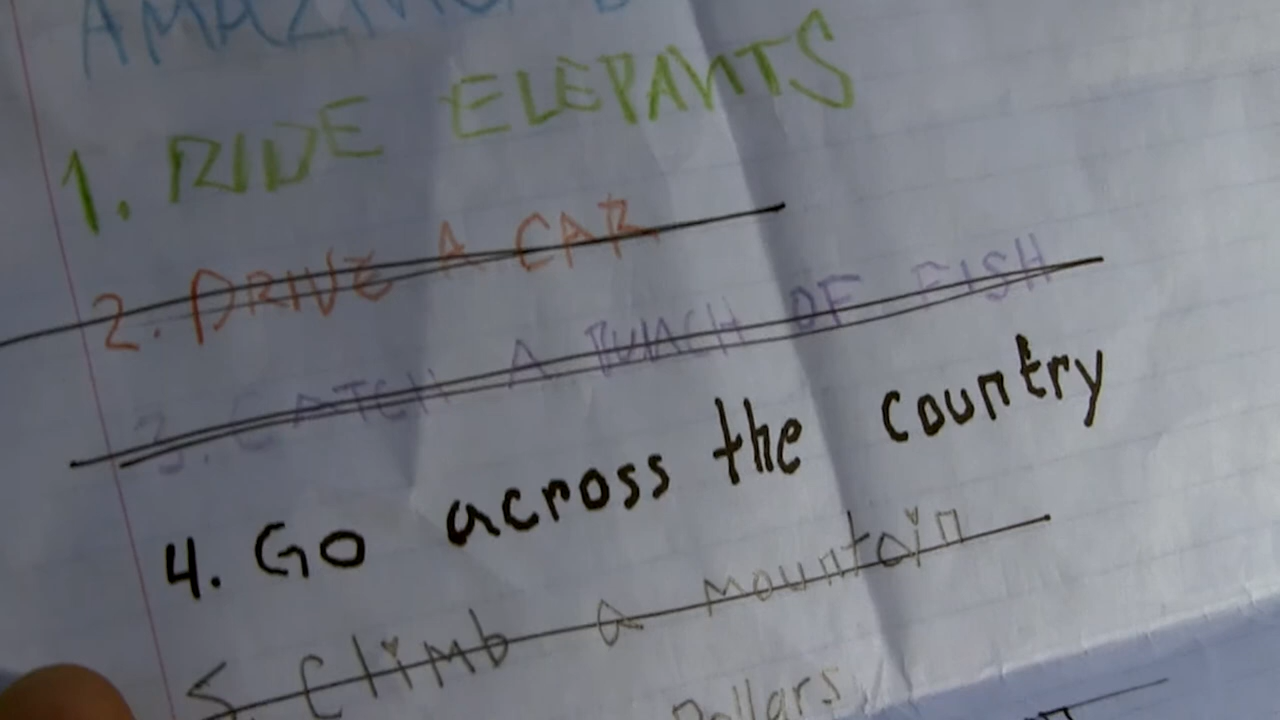 AMAZING
1. RIDE ELEPANTS
2. DRIVE A CAR
3. CATCH A BUNCH OF FISH
4. Go across the country
5. Climb a mountain
Dollars